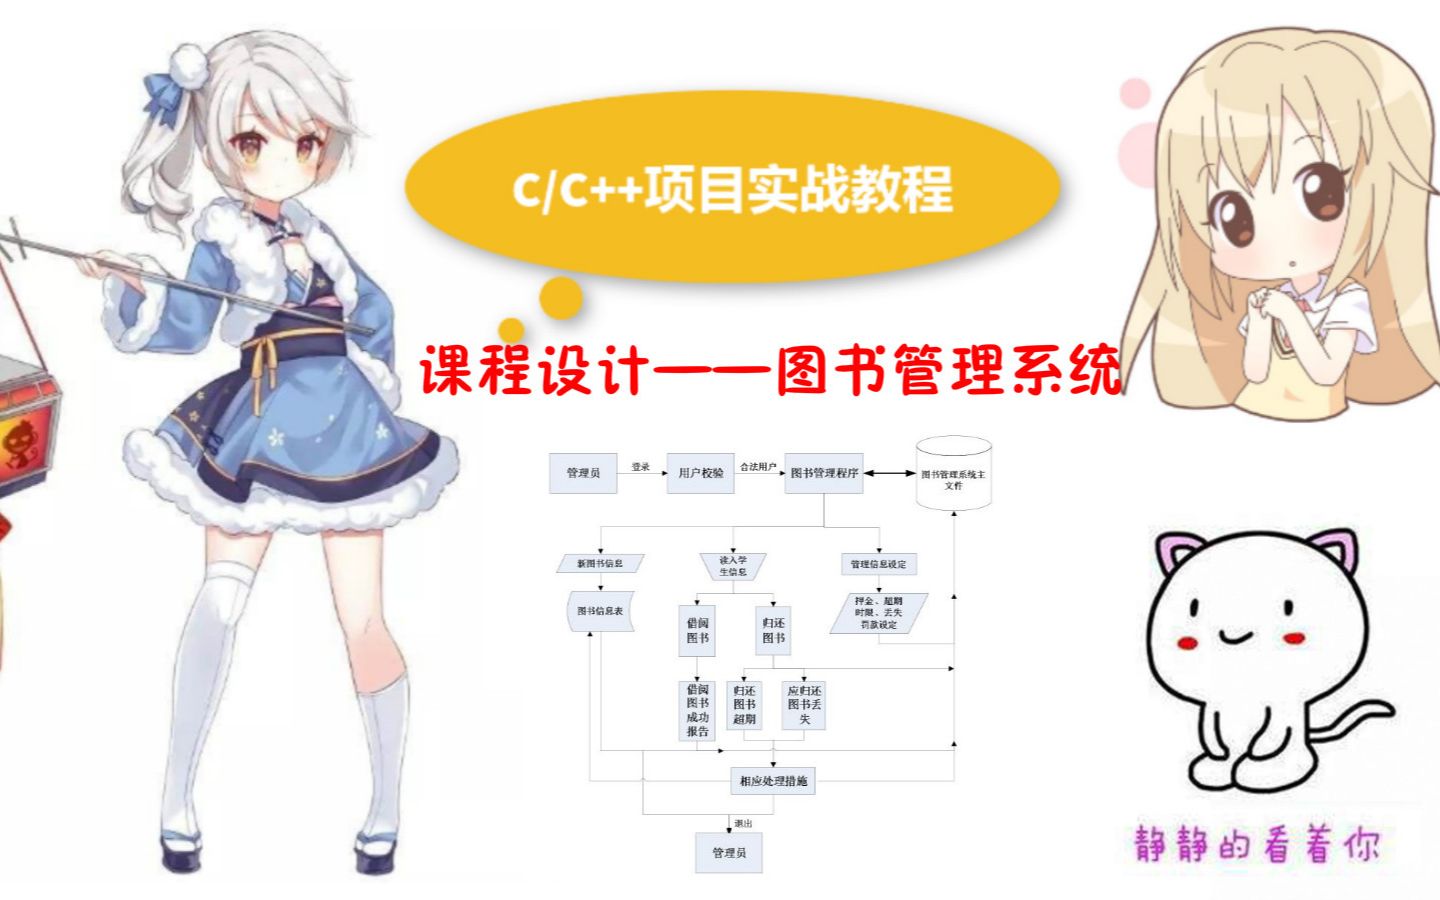 C/C++项目实战教程
课程设计——图书管理系统
管理员
登录
用户校验
合法用户
图书管理程序
图书管理系统主
文件
新图书信息
读入学
生信息
管理信息设定
图书信息表
借阅
图书
归还
图书
押金、超期
时限、丢失
罚款设定
借阅
图书
成功
报告
归还
图书
超期
应归还
图书丢
失
相应处理措施
退出
管理员
静静的看着你